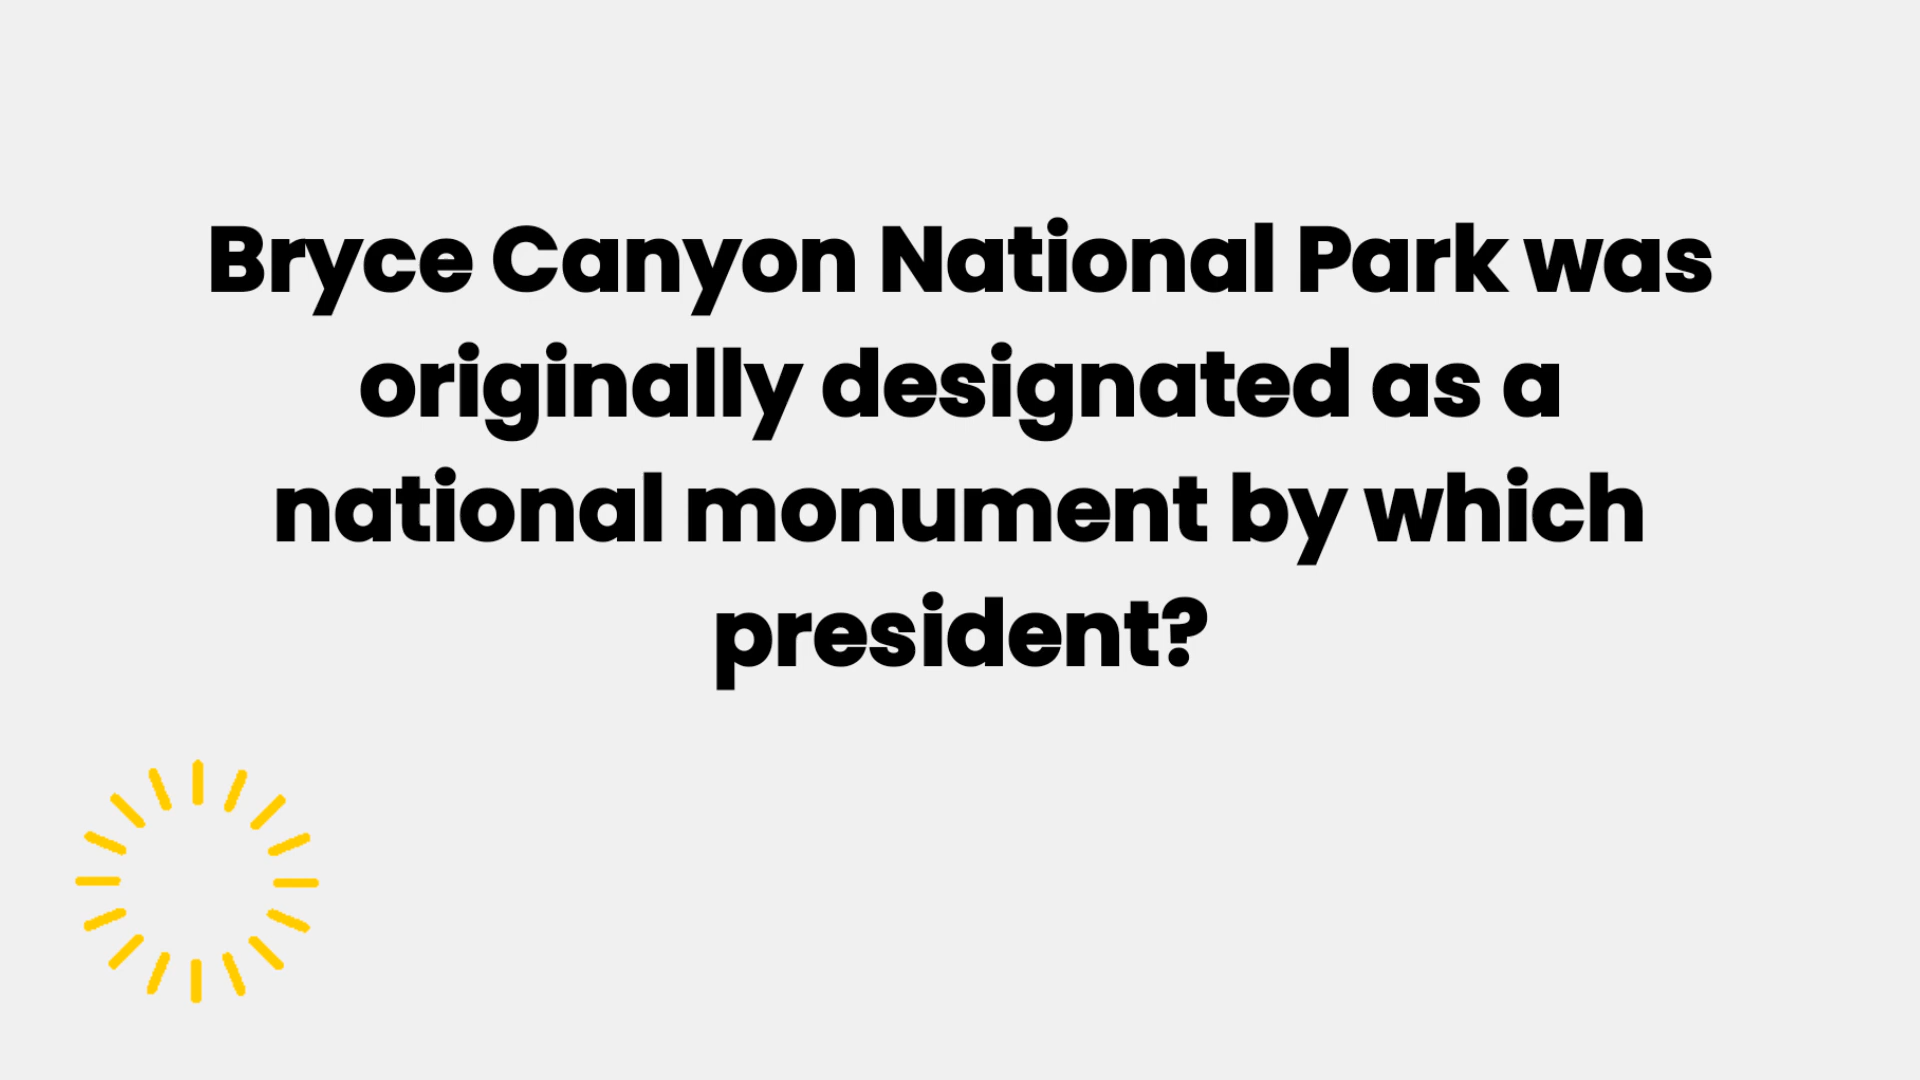 Bryce Canyon National Park was
originally designated as a
national monument by which
president?